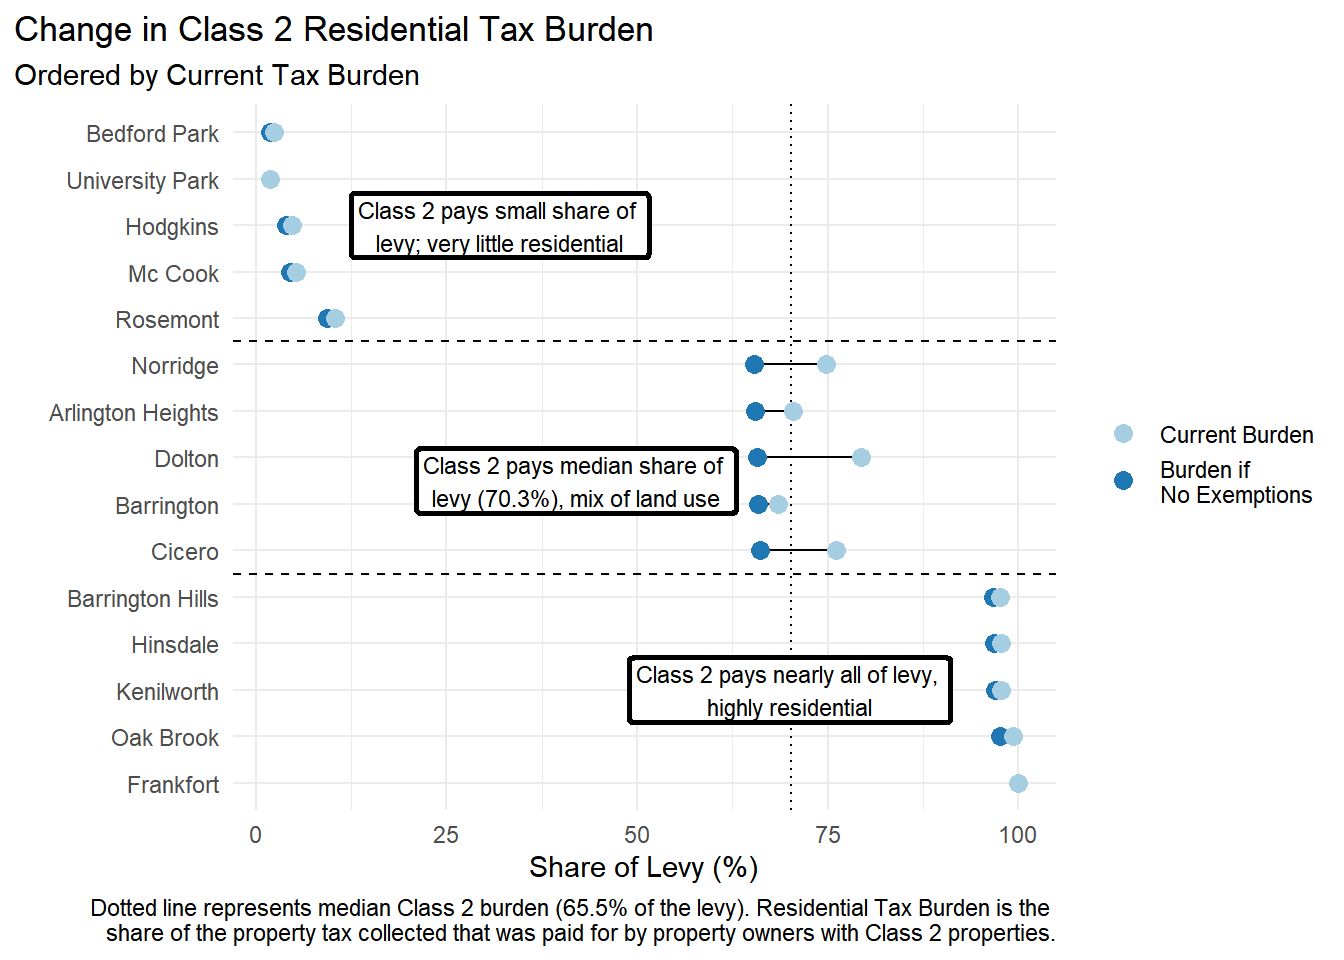 Change in Class 2 Residential Tax Burden
Ordered by Current Tax Burden
Bedford Park
University Park
Hodgkins
Mc Cook
Rosemont
Norridge
Arlington Heights
Dolton
Barrington
Cicero
Barrington Hills
Hinsdale
Kenilworth
Oak Brook
Frankfort
Class 2 pays small share of
levy; very little residential
Class 2 pays median share of
levy (70.3%), mix of land use
Class 2 pays nearly all of levy,
highly residential
0 25 50 75 100
Share of Levy (%)
Current Burden
Burden if
No Exemptions
Dotted line represents median Class 2 burden (65.5% of the levy). Residential Tax Burden is the
share of the property tax collected that was paid for by property owners with Class 2 properties.